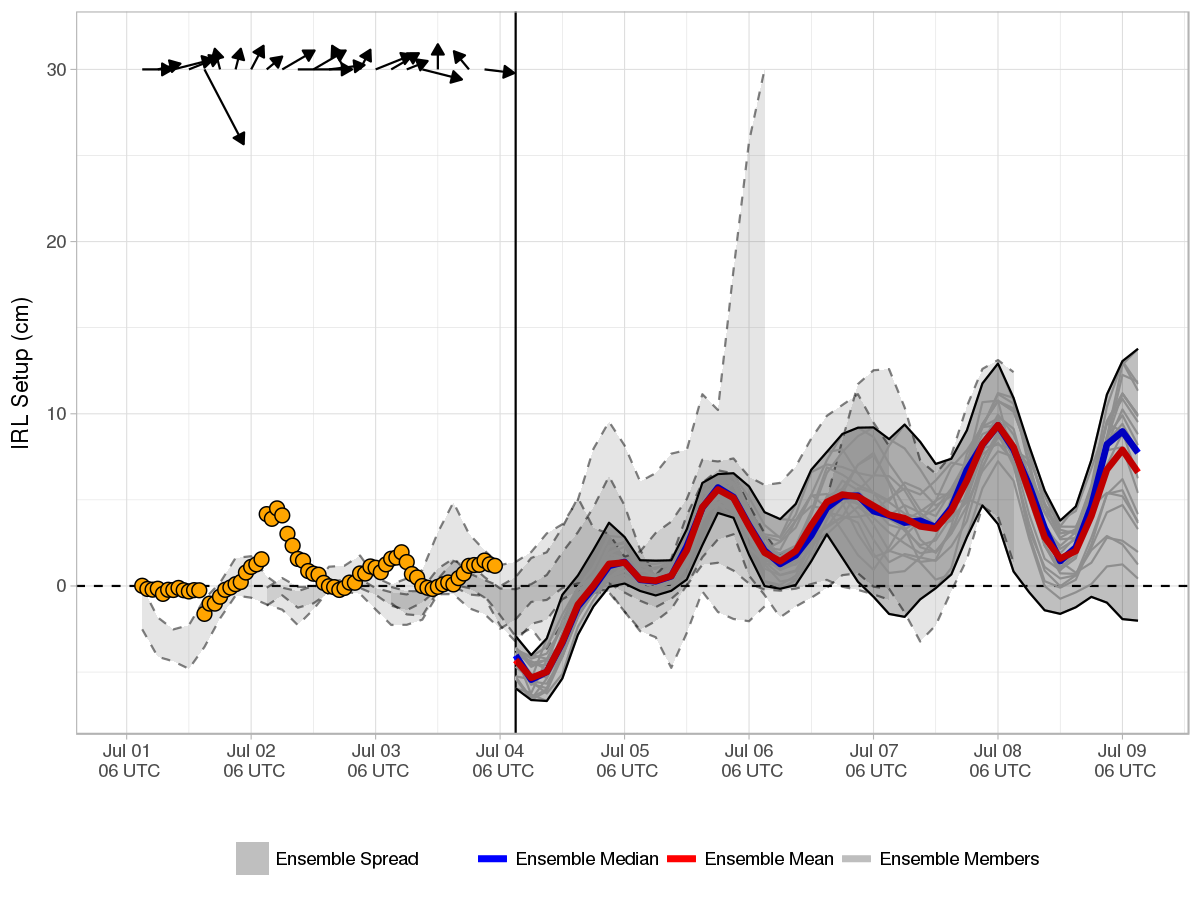 IRL Setup (cm)
30
20
10
0
Jul 01 Jul 02 Jul 03 Jul 04 Jul 05 Jul 06 Jul 07 Jul 08 Jul 09
06 UTC 06 UTC 06 UTC 06 UTC 06 UTC 06 UTC 06 UTC 06 UTC 06 UTC
Ensemble Spread Ensemble Median Ensemble Mean Ensemble Members